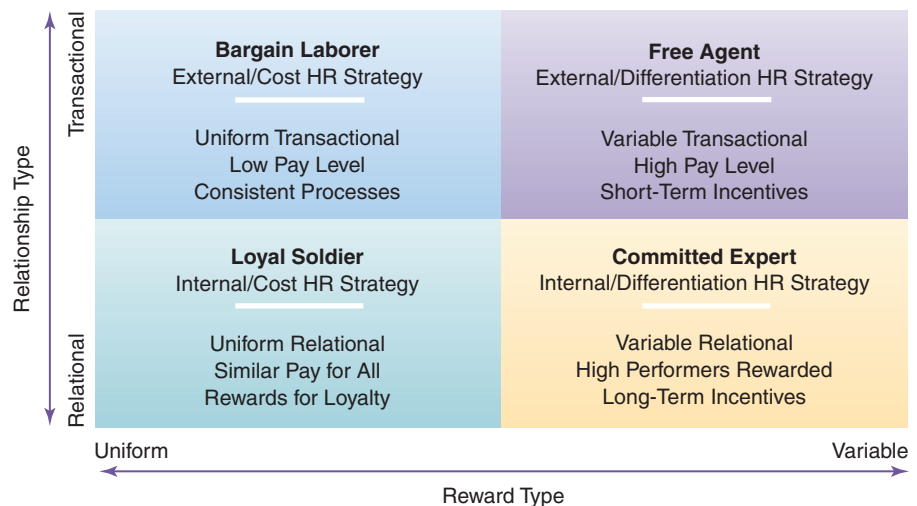 Relationship Type
Transactional
Relational
Bargain Laborer
External/Cost HR Strategy
Uniform Transactional
Low Pay Level
Consistent Processes
Free Agent
External/Differentiation HR Strategy
Variable Transactional
High Pay Level
Short-Term Incentives
Loyal Soldier
Internal/Cost HR Strategy
Uniform Relational
Similar Pay for All
Rewards for Loyalty
Committed Expert
Internal/Differentiation HR Strategy
Variable Relational
High Performers Rewarded
Long-Term Incentives
Uniform
Variable
Reward Type